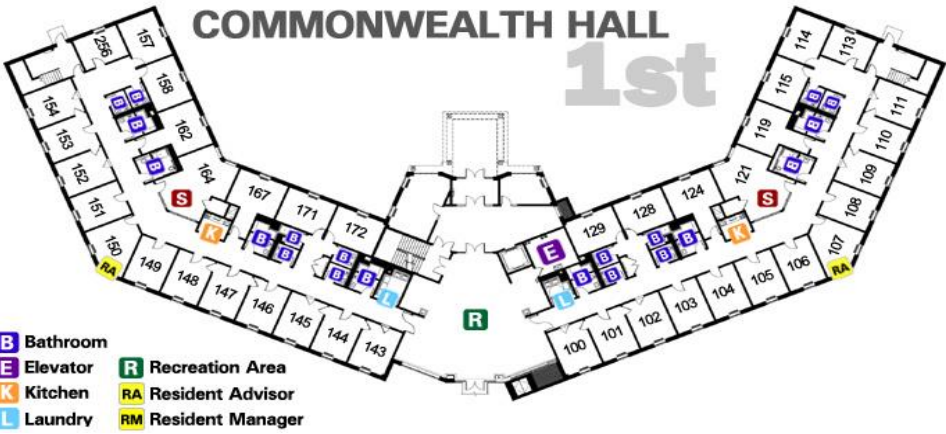 COMMONWEALTH HALL
1st
256
157
158
162
164
154
153
152
151
150
RA
149
148
147
146
145
144
143
167
171
172
B
B
B
B
S
K
B
B
B
B
B
B
L
R
E
129
128
124
121
119
115
114
113
111
110
109
108
107
RA
106
105
104
103
102
101
100
B
B
B
B
S
K
B
B
B
B
B
B
L
B Bathroom
E Elevator
K Kitchen
L Laundry
R Recreation Area
RA Resident Advisor
RM Resident Manager